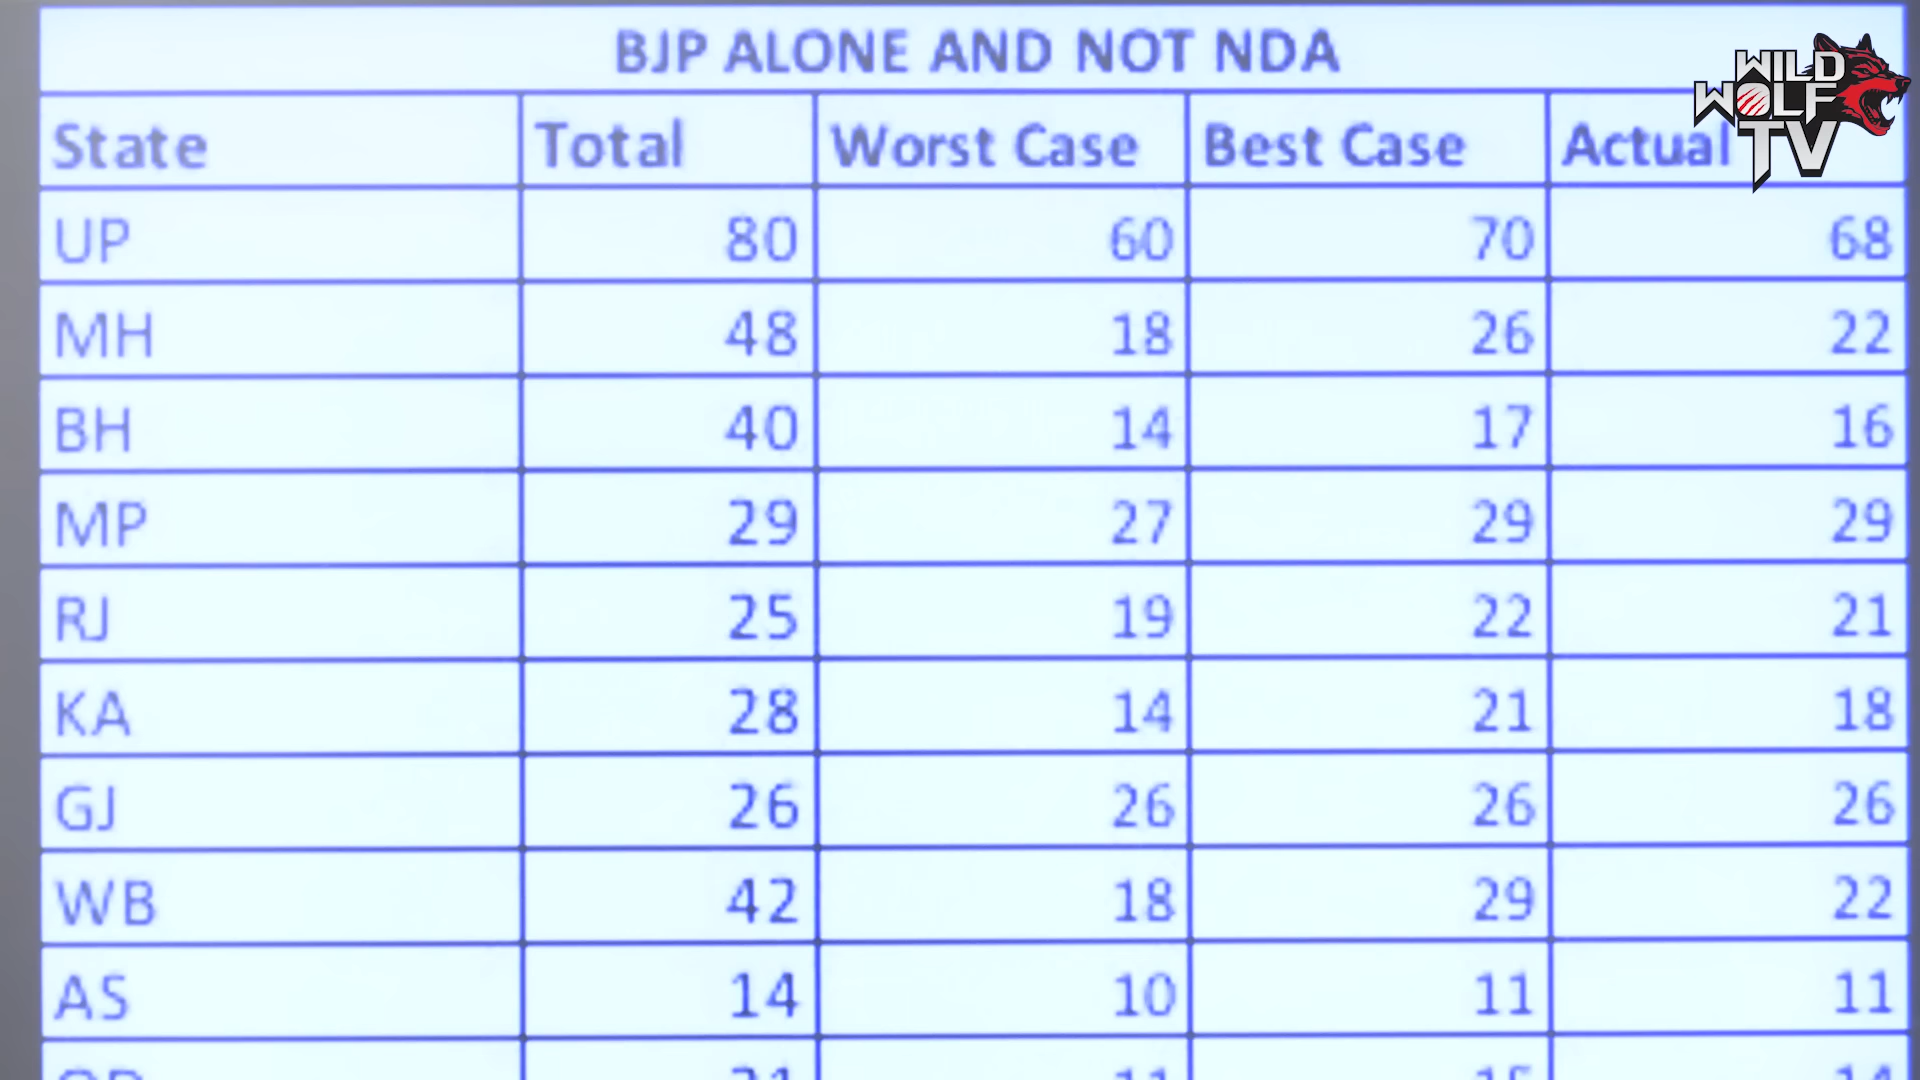 BJP ALONE AND NOT NDA
State Total Worst Case Best Case Actual
UP 80 60 70 68
MH 48 18 26 22
BH 40 14 17 16
MP 29 27 29 29
RJ 25 19 22 21
KA 28 14 21 18
GJ 26 26 26 26
WB 42 18 29 22
AS 14 10 11 11
WILD
WOLF
TV